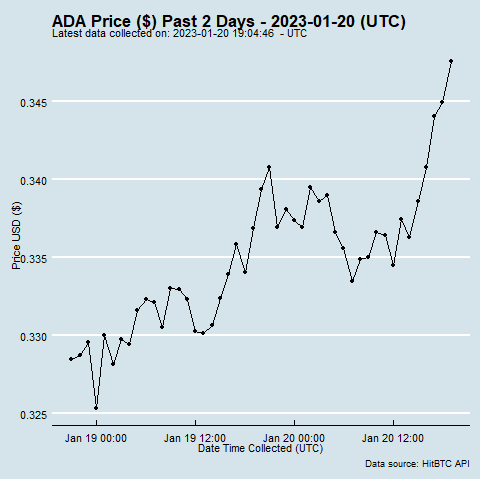 ADA Price ($) Past 2 Days - 2023-01-20 (UTC)
Latest data collected on: 2023-01-20 19:04:46  - UTC
0.345
0.340
0.335
0.330
0.325
Price USD ($)
Jan 19 00:00
Jan 19 12:00
Jan 20 00:00
Jan 20 12:00
Date Time Collected (UTC)
Data source: HitBTC API